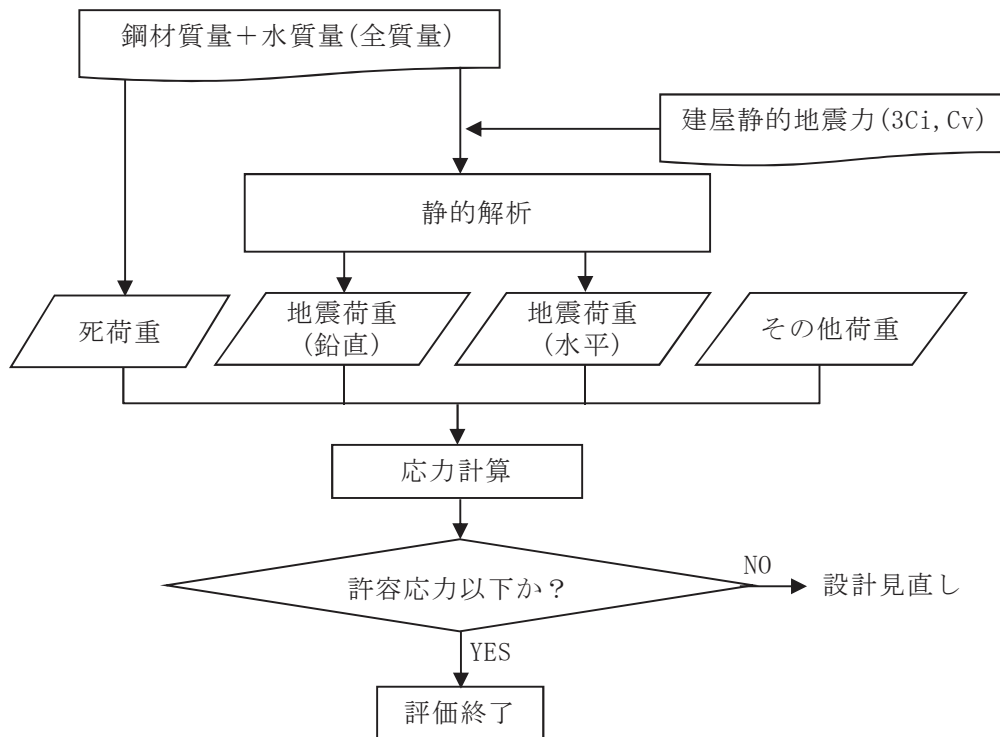 鋼材質量＋水質量(全質量)
建屋静的地震力(3Ci,Cv)
静的解析
死荷重
地震荷重
(鉛直)
地震荷重
(水平)
その他荷重
応力計算
許容応力以下か？
NO
設計見直し
YES
評価終了